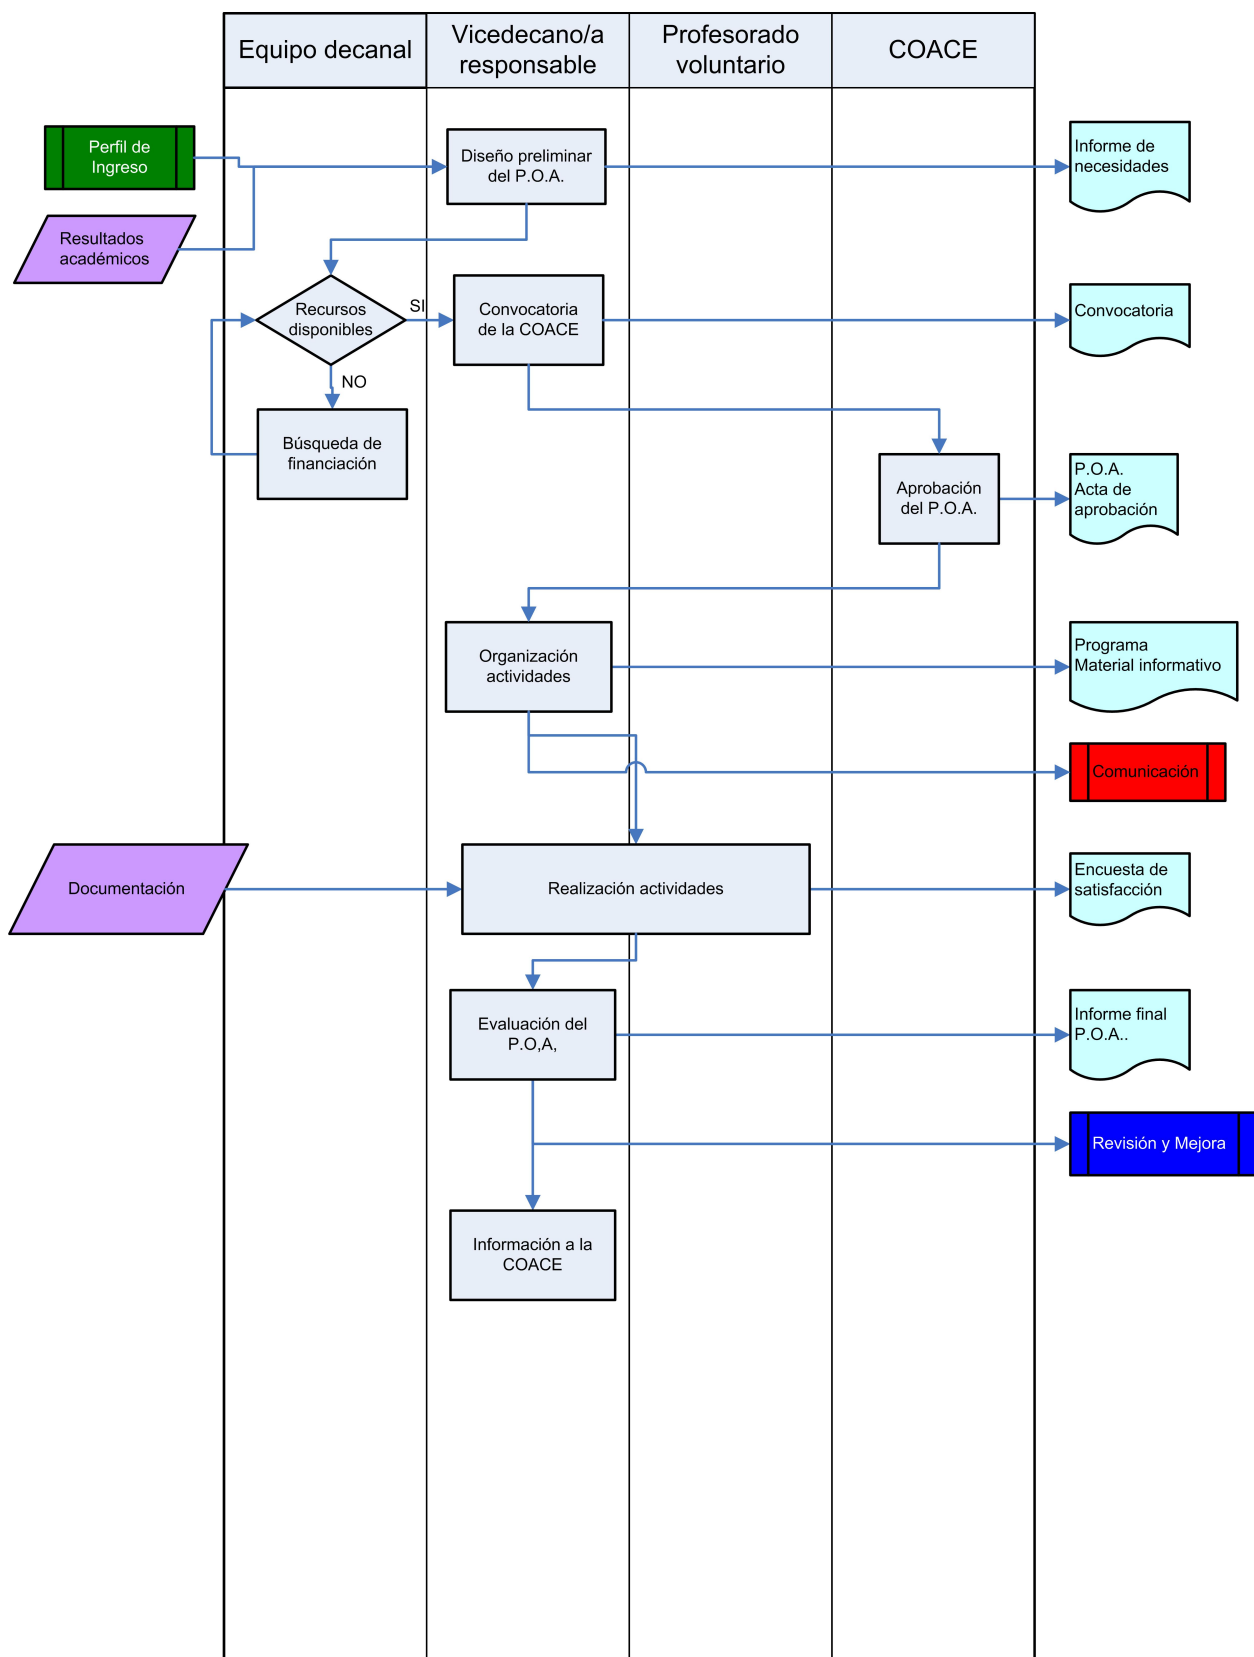 Equipo decanal
Vicedecano/a
responsable
Profesorado
voluntario
COACE
Perfil de
Ingreso
Diseño preliminar
del P.O.A.
Informe de
necesidades
Resultados
académicos
Recursos
disponibles
SI
Convocatoria
de la COACE
Convocatoria
NO
Búsqueda de
financiación
Aprobación
del P.O.A.
P.O.A.
Acta de
aprobación
Organización
actividades
Programa
Material informativo
Comunicación
Documentación
Realización actividades
Encuesta de
satisfacción
Evaluación del
P.O,A,
Informe final
P.O.A..
Revisión y Mejora
Información a la
COACE